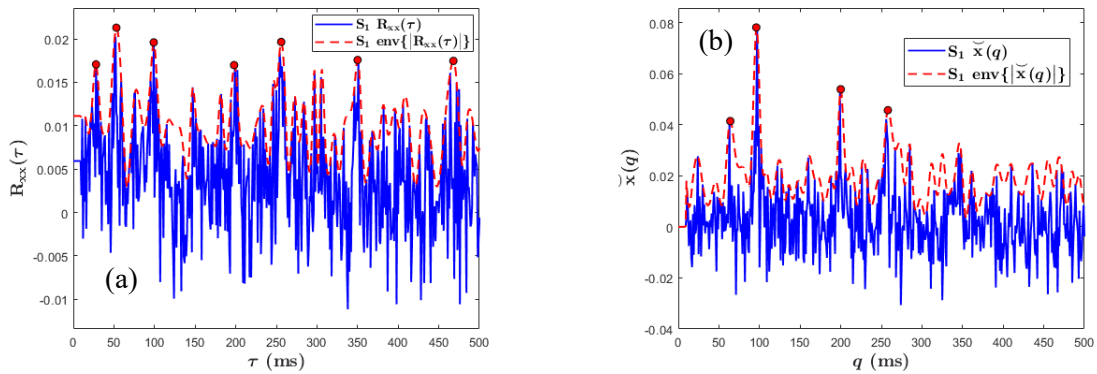 S₁ Rₓₓ(τ)
S₁ env{|Rₓₓ(τ)|}
0.02
0.015
0.01
0.005
0
-0.005
-0.01
Rₓₓ(τ)
(a)
0 50 100 150 200 250 300 350 400 450 500
τ (ms)
(b)
S₁ x̆(q)
S₁ env{|x̆(q)|}
0.08
0.06
0.04
0.02
0
-0.02
-0.04
x̆(q)
0 50 100 150 200 250 300 350 400 450 500
q (ms)